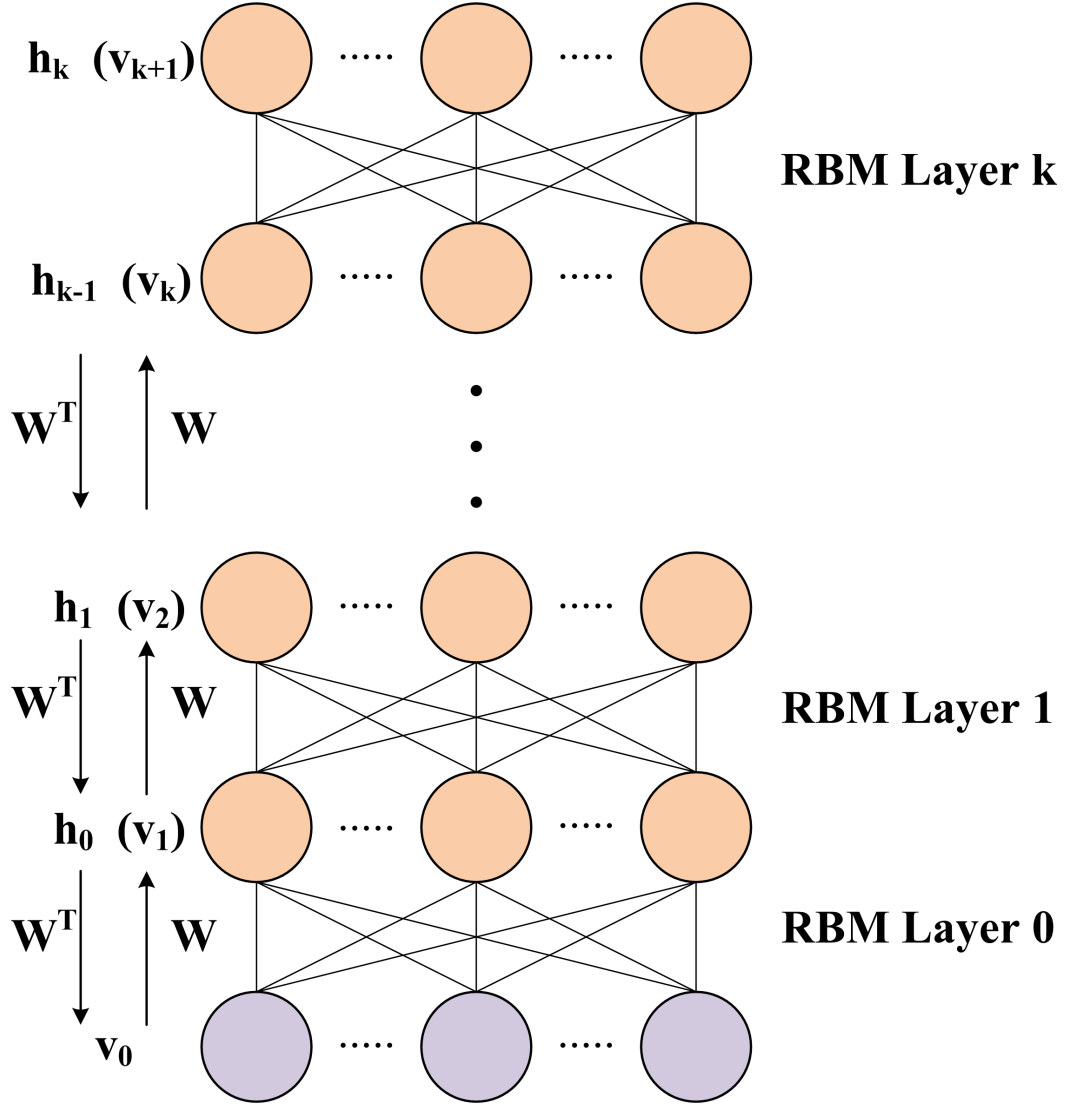 hₖ (vₖ₊₁)
RBM Layer k
hₖ₋₁ (vₖ)
Wᵀ W
h₁ (v₂)
Wᵀ W
RBM Layer 1
h₀ (v₁)
Wᵀ W
RBM Layer 0
v₀